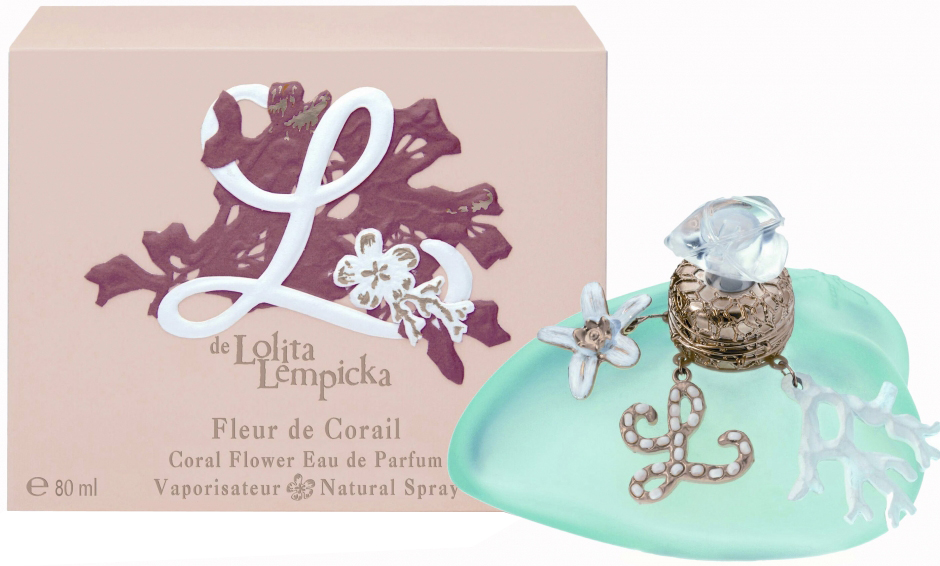 L
de Lolita
Lempicka
Fleur de Corail
Coral Flower Eau de Parfum
℮ 80 ml
Vaporisateur Natural Spray
L